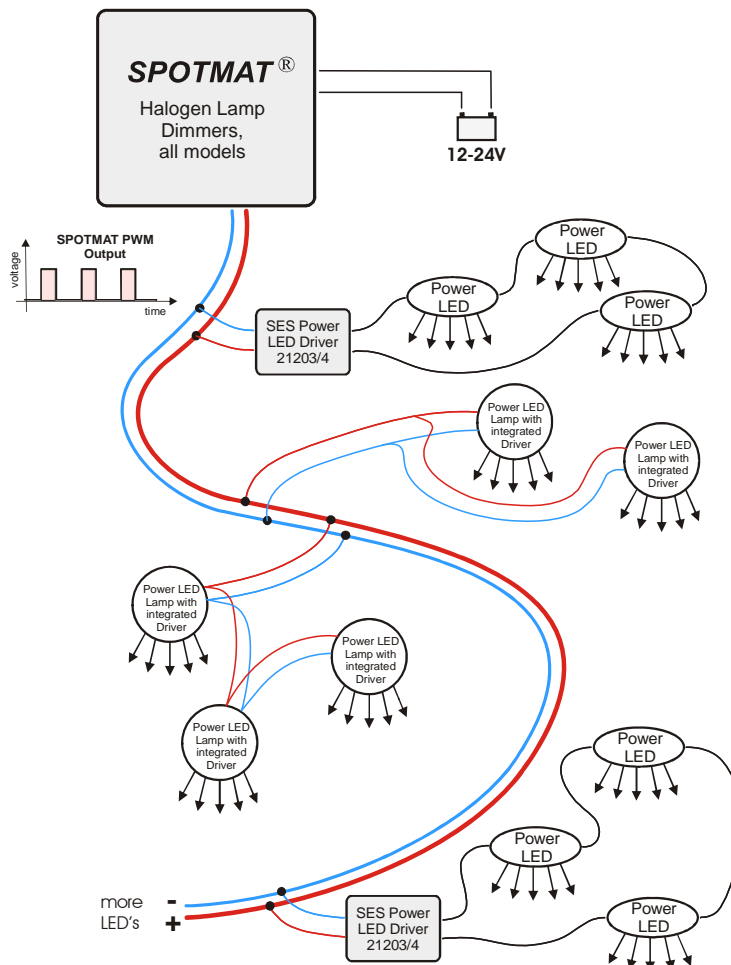 SPOTMAT ®
Halogen Lamp
Dimmers,
all models
12-24V
SPOTMAT PWM
Output
voltage
time
Power
LED
Power
LED
Power
LED
SES Power
LED Driver
21203/4
Power LED
Lamp with
integrated
Driver
Power LED
Lamp with
integrated
Driver
Power LED
Lamp with
integrated
Driver
Power LED
Lamp with
integrated
Driver
Power LED
Lamp with
integrated
Driver
Power
LED
Power
LED
Power
LED
more -
LED's +
SES Power
LED Driver
21203/4